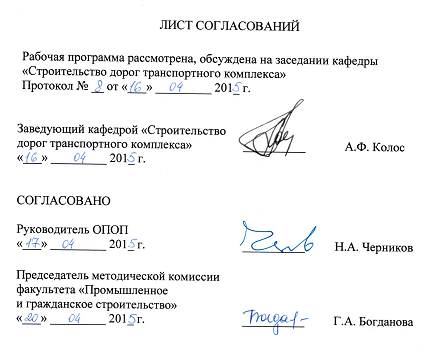 ЛИСТ СОГЛАСОВАНИЙ
Рабочая программа рассмотрена, обсуждена на заседании кафедры
«Строительство дорог транспортного комплекса»
Протокол № 8 от «16» 04 2015 г.
Заведующий кафедрой «Строительство
дорог транспортного комплекса»
А.Ф. Колос
«16» 04 2015 г.
СОГЛАСОВАНО
Руководитель ОПОП
Н.А. Черников
«17» 04 2015 г.
Председатель методической комиссии
факультета «Промышленное
и гражданское строительство»
«20» 04 2015 г.
Г.А. Богданова